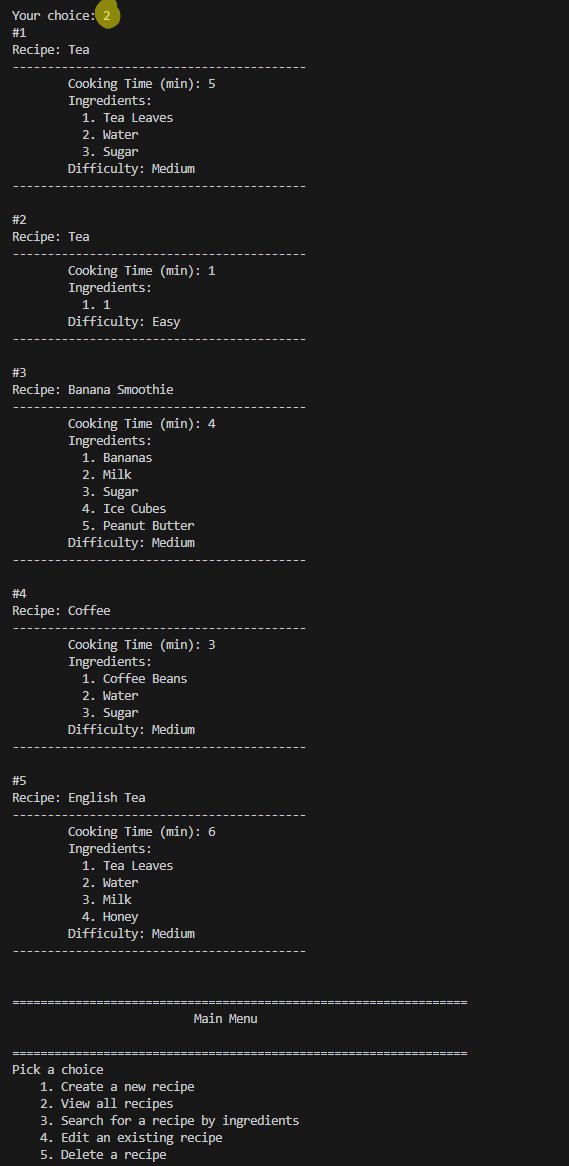 Your choice: 2
#1
Recipe: Tea
------------------------------------------
        Cooking Time (min): 5
        Ingredients:
          1. Tea Leaves
          2. Water
          3. Sugar
        Difficulty: Medium
------------------------------------------

#2
Recipe: Tea
------------------------------------------
        Cooking Time (min): 1
        Ingredients:
          1. 1
        Difficulty: Easy
------------------------------------------

#3
Recipe: Banana Smoothie
------------------------------------------
        Cooking Time (min): 4
        Ingredients:
          1. Bananas
          2. Milk
          3. Sugar
          4. Ice Cubes
          5. Peanut Butter
        Difficulty: Medium
------------------------------------------

#4
Recipe: Coffee
------------------------------------------
        Cooking Time (min): 3
        Ingredients:
          1. Coffee Beans
          2. Water
          3. Sugar
        Difficulty: Medium
------------------------------------------

#5
Recipe: English Tea
------------------------------------------
        Cooking Time (min): 6
        Ingredients:
          1. Tea Leaves
          2. Water
          3. Milk
          4. Honey
        Difficulty: Medium
------------------------------------------


=================================================================
                          Main Menu

=================================================================
Pick a choice
    1. Create a new recipe
    2. View all recipes
    3. Search for a recipe by ingredients
    4. Edit an existing recipe
    5. Delete a recipe